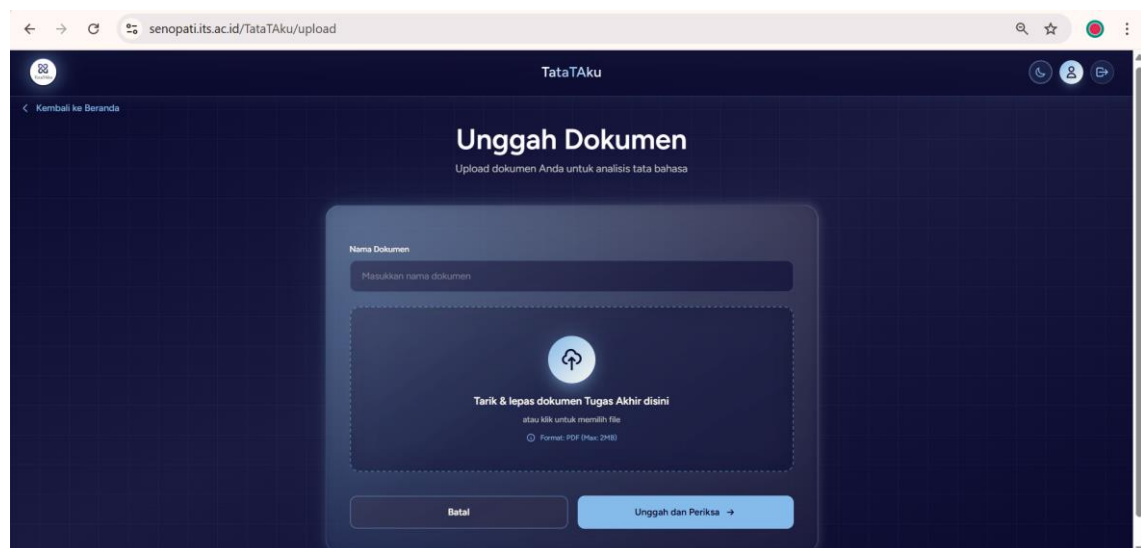 senopati.its.ac.id/TataTAku/upload
TataTAku
Kembali ke Beranda
Unggah Dokumen
Upload dokumen Anda untuk analisis tata bahasa
Nama Dokumen
Masukkan nama dokumen
Tarik & lepas dokumen Tugas Akhir disini
atau klik untuk memilih file
Format: PDF (Max: 2MB)
Batal
Unggah dan Periksa →